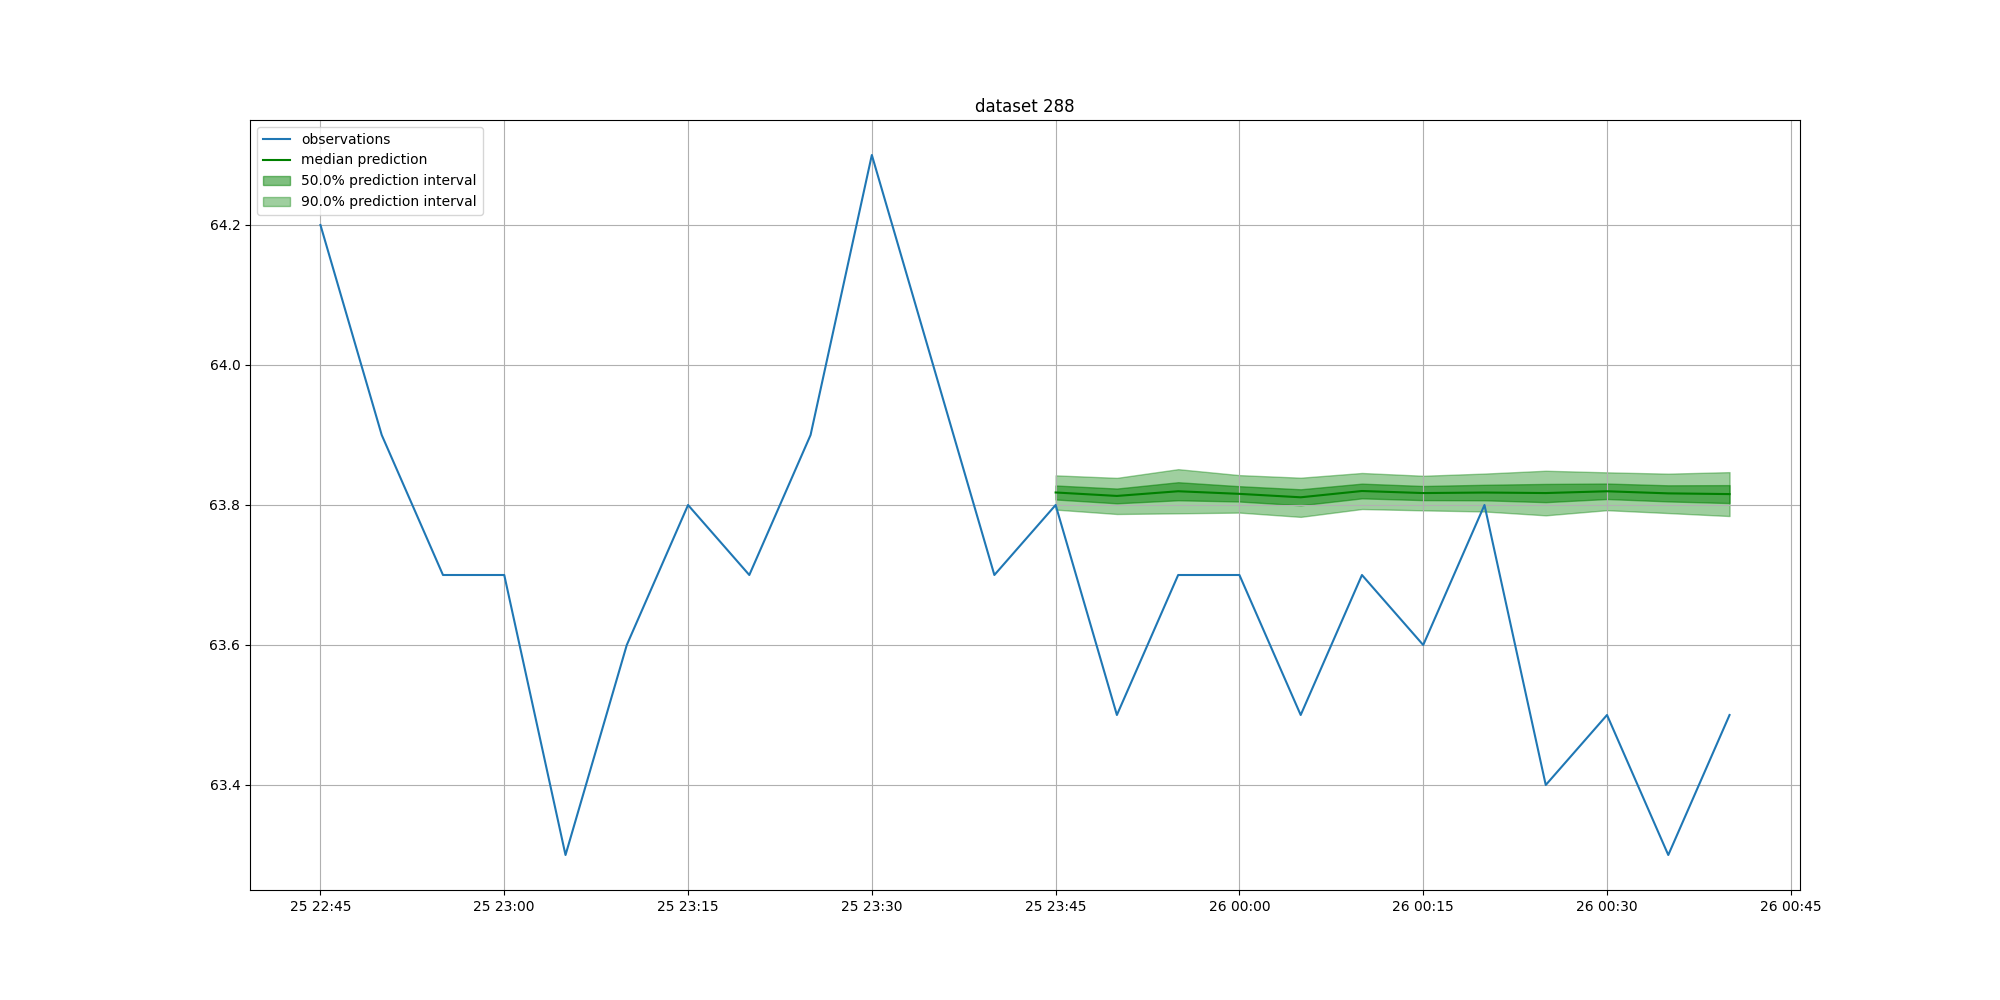 dataset 288
observations
median prediction
50.0% prediction interval
90.0% prediction interval
64.2
64.0
63.8
63.6
63.4
25 22:45 25 23:00 25 23:15 25 23:30 25 23:45 26 00:00 26 00:15 26 00:30 26 00:45